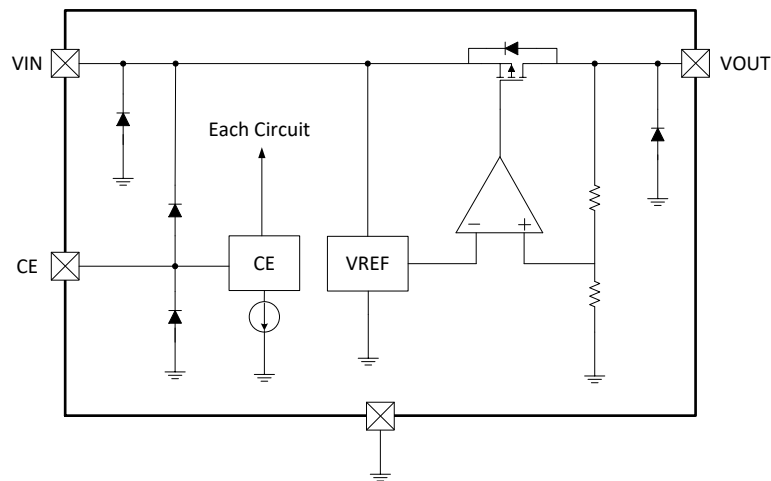 VIN
VOUT
Each Circuit
− +
CE
CE
VREF